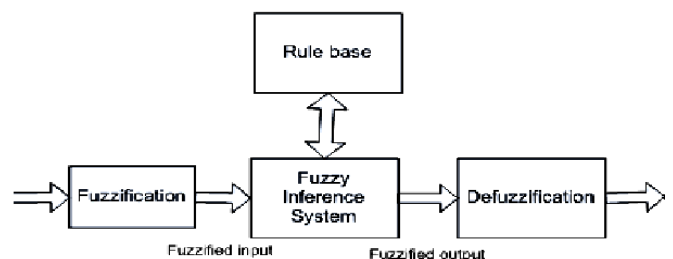 Rule base
Fuzzification
Fuzzy
Inference
System
Defuzzification
Fuzzified input
Fuzzified output